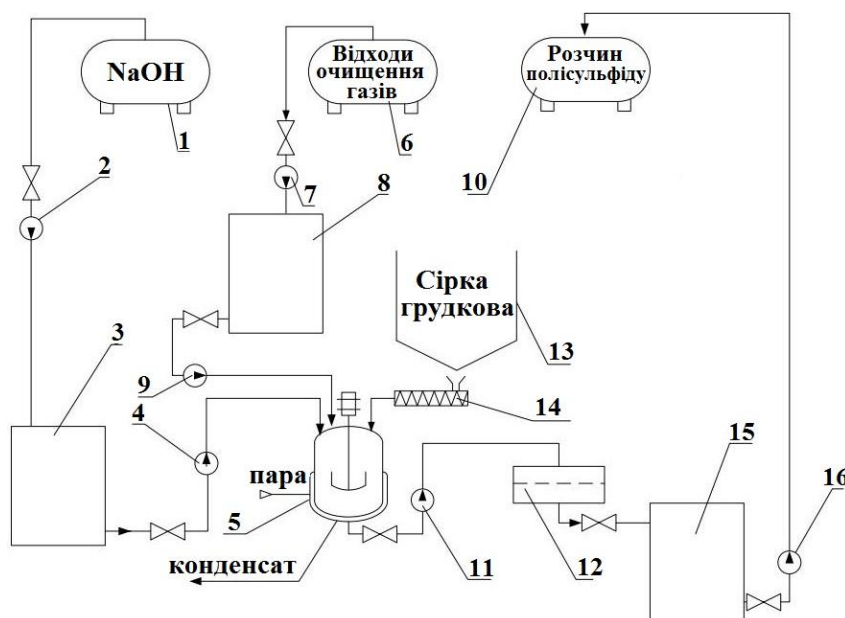 NaOH
1
2
Відходи
очищення
газів
6
7
8
Розчин
полісульфіду
10
Сірка
грудкова
13
3
9
4
14
пара
5
конденсат
11
12
15
16